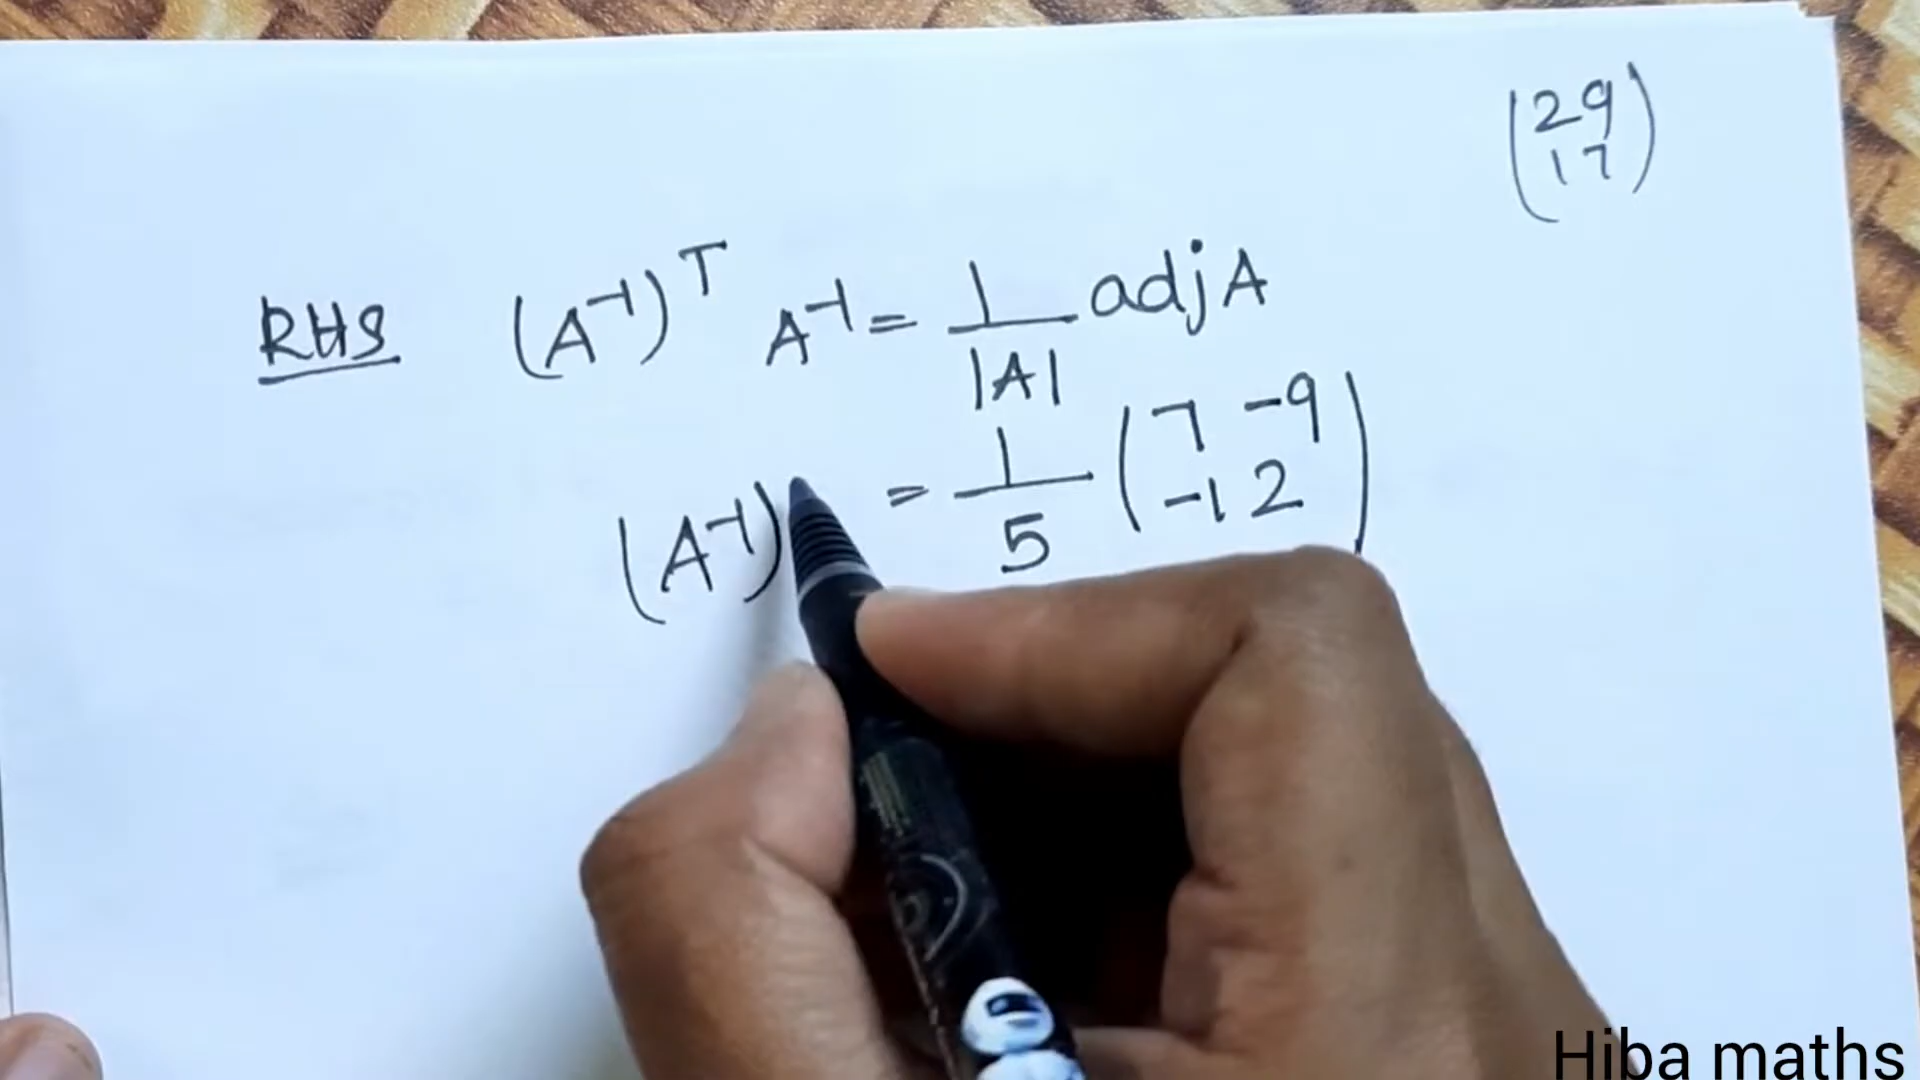 (2 9
1 7)
RHS (A⁻¹)ᵀ A⁻¹ = 1/|A| adj A
(A⁻¹) = 1/5 (7 -9
-1 2)
Hiba maths